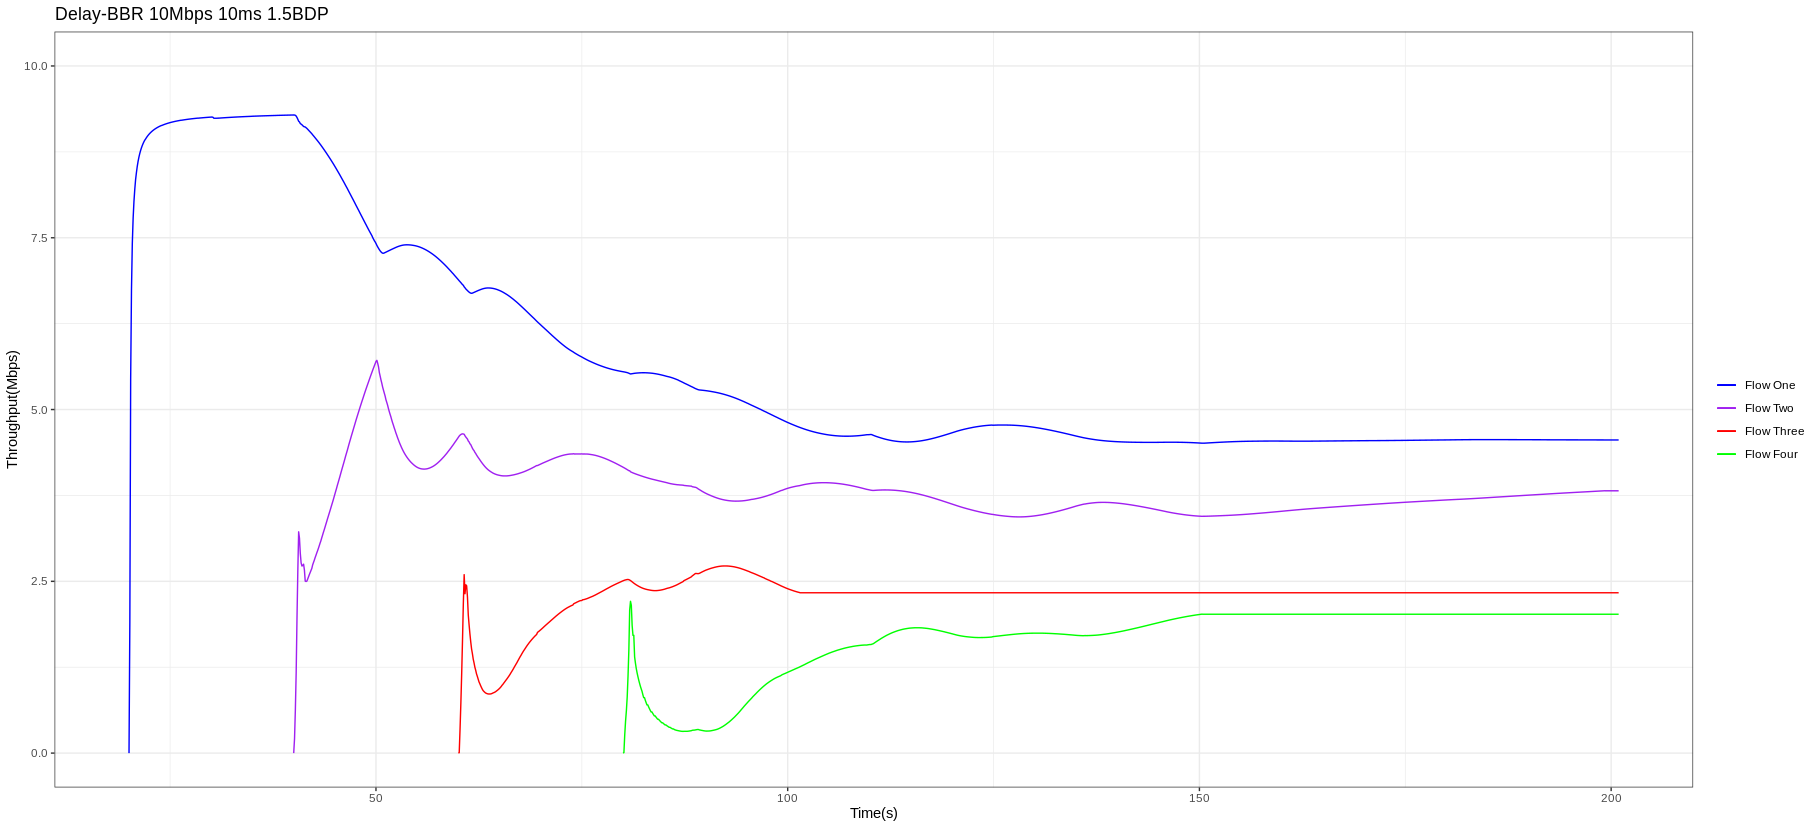 Delay-BBR 10Mbps 10ms 1.5BDP
Throughput(Mbps)
10.0
7.5
5.0
2.5
0.0
50
100
150
200
Time(s)
Flow One
Flow Two
Flow Three
Flow Four